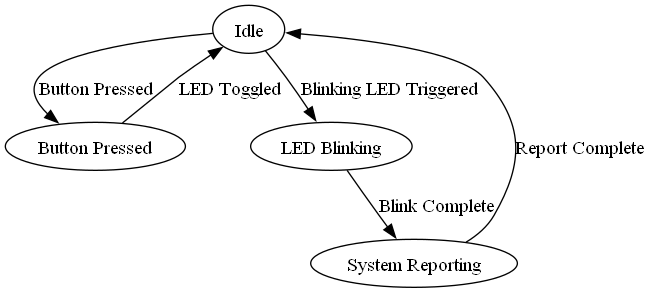 Idle
Button Pressed
LED Toggled
Blinking LED Triggered
Button Pressed
LED Blinking
Report Complete
Blink Complete
System Reporting